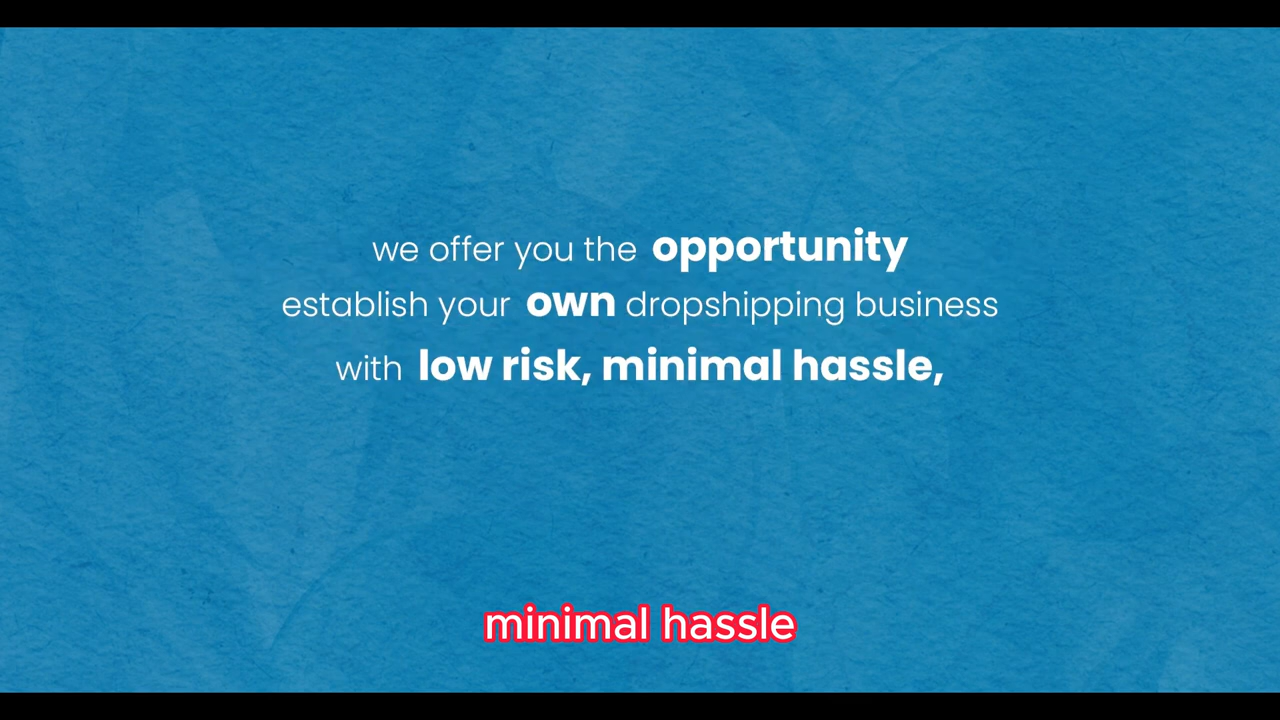 we offer you the opportunity
establish your own dropshipping business
with low risk, minimal hassle,
minimal hassle